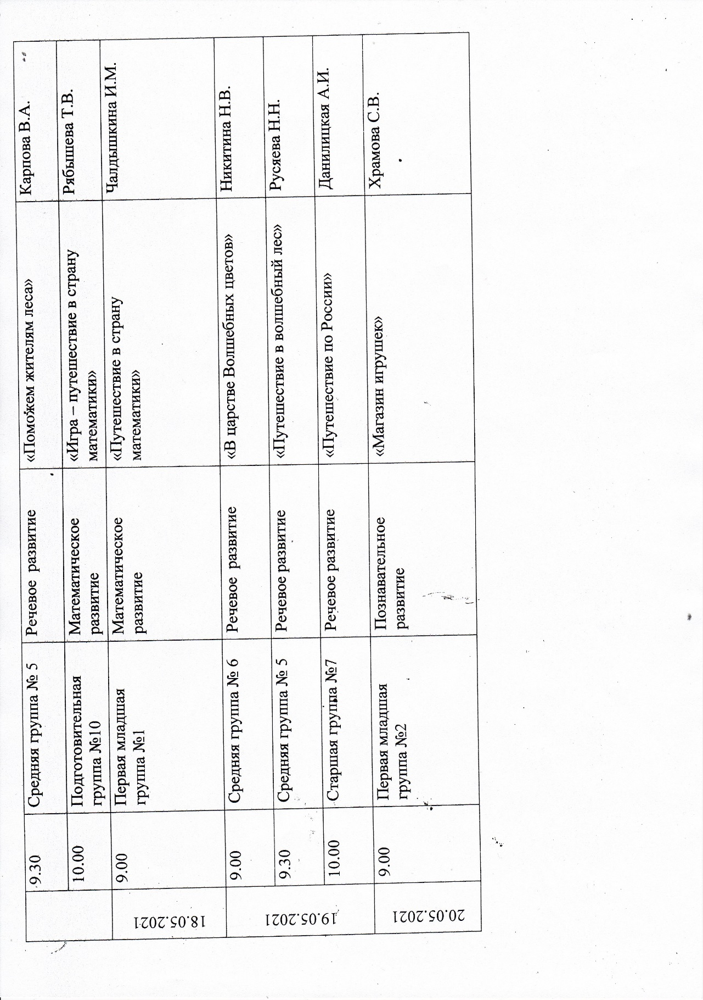 9.30 Средняя группа № 5 Речевое развитие «Поможем жителям леса» Карпова В.А.
10.00 Подготовительная Математическое «Игра – путешествие в страну Рябышева Т.В.
группа №10 развитие математики»
18.05.2021 9.00 Первая младшая Математическое «Путешествие в страну Чалдышкина И.М.
группа №1 развитие математики»
19.05.2021 9.00 Средняя группа № 6 Речевое развитие «В царстве Волшебных цветов» Никитина Н.В.
9.30 Средняя группа № 5 Речевое развитие «Путешествие в волшебный лес» Русяева Н.Н.
10.00 Старшая группа №7 Речевое развитие «Путешествие по России» Данилицкая А.И.
20.05.2021 9.00 Первая младшая Познавательное «Магазин игрушек» Храмова С.В.
группа №2 развитие